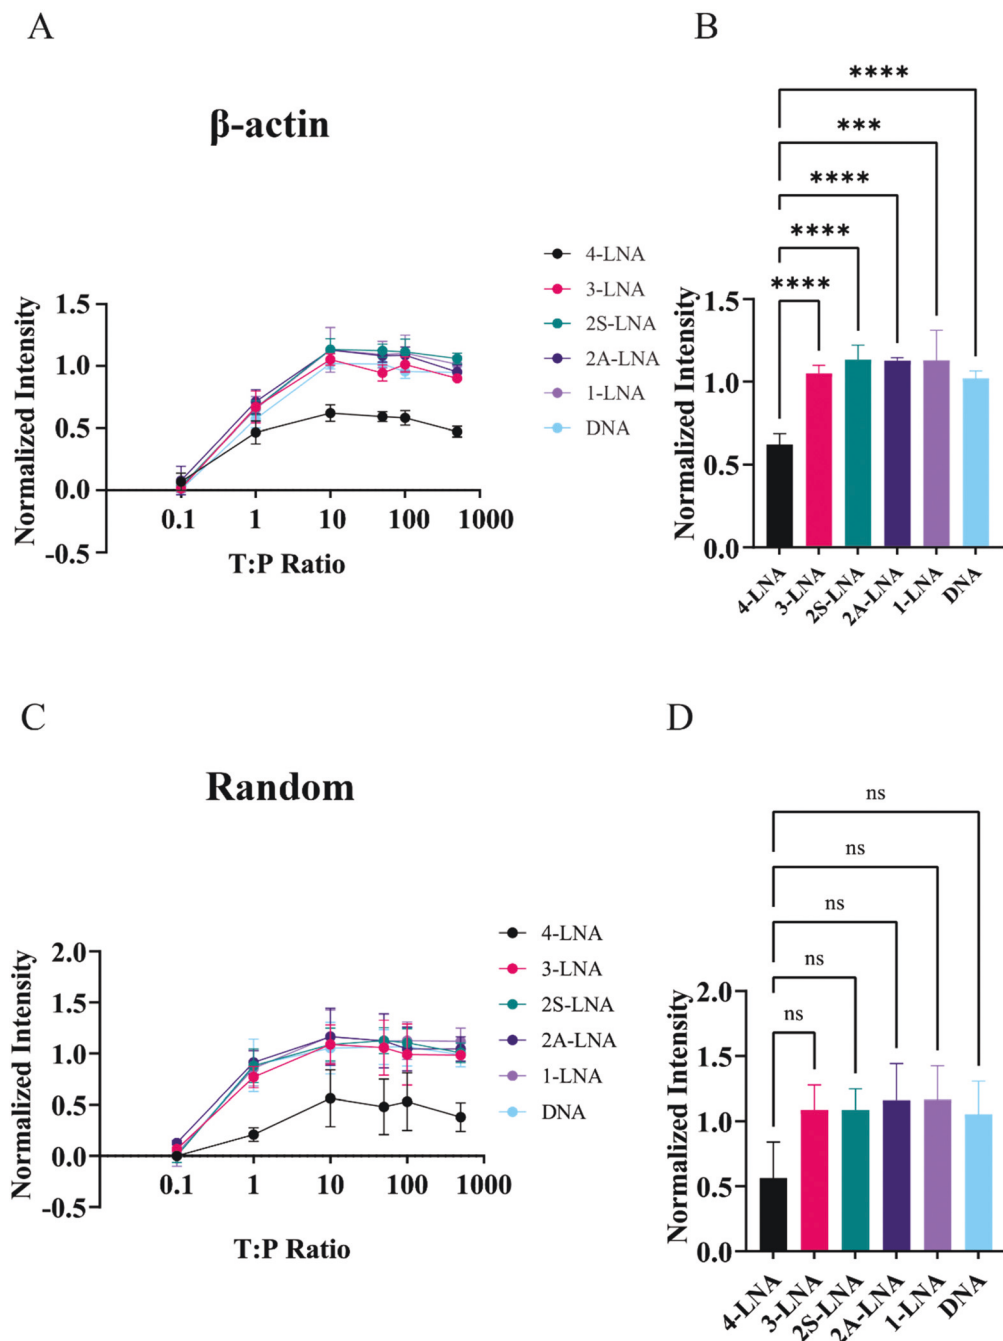 A
β-actin
Normalized Intensity
1.5
1.0
0.5
0.0
-0.5
0.1 1 10 100 1000
T:P Ratio
4-LNA
3-LNA
2S-LNA
2A-LNA
1-LNA
DNA
B
****
***
****
****
****
Normalized Intensity
1.5
1.0
0.5
0.0
4-LNA 3-LNA 2S-LNA 2A-LNA 1-LNA DNA
C
Random
Normalized Intensity
2.0
1.5
1.0
0.5
0.0
-0.5
0.1 1 10 100 1000
T:P Ratio
4-LNA
3-LNA
2S-LNA
2A-LNA
1-LNA
DNA
D
ns
ns
ns
ns
ns
Normalized Intensity
2.0
1.5
1.0
0.5
0.0
4-LNA 3-LNA 2S-LNA 2A-LNA 1-LNA DNA